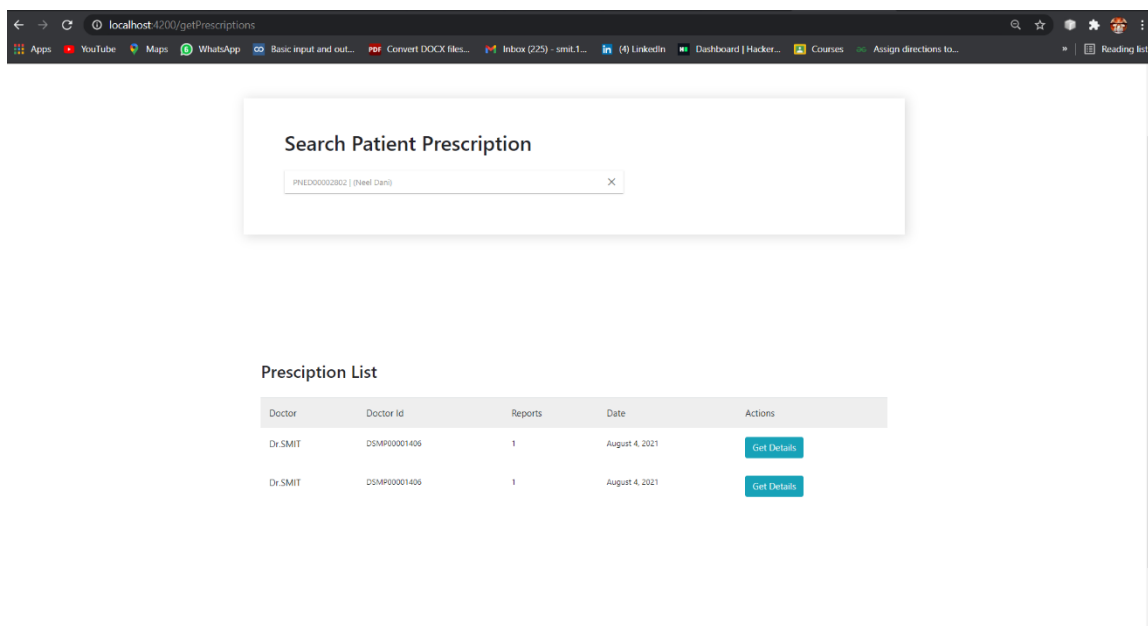 localhost:4200/getPrescriptions
Apps YouTube Maps WhatsApp Basic input and out... PDF Convert DOCX files... Inbox (225) - smit.1... (4) LinkedIn Dashboard | Hacker... Courses Assign directions to... » Reading list
Search Patient Prescription
PNED00002802 | (Neel Dani)
Presciption List
Doctor Doctor Id Reports Date Actions
Dr.SMIT DSMP00001406 1 August 4, 2021 Get Details
Dr.SMIT DSMP00001406 1 August 4, 2021 Get Details